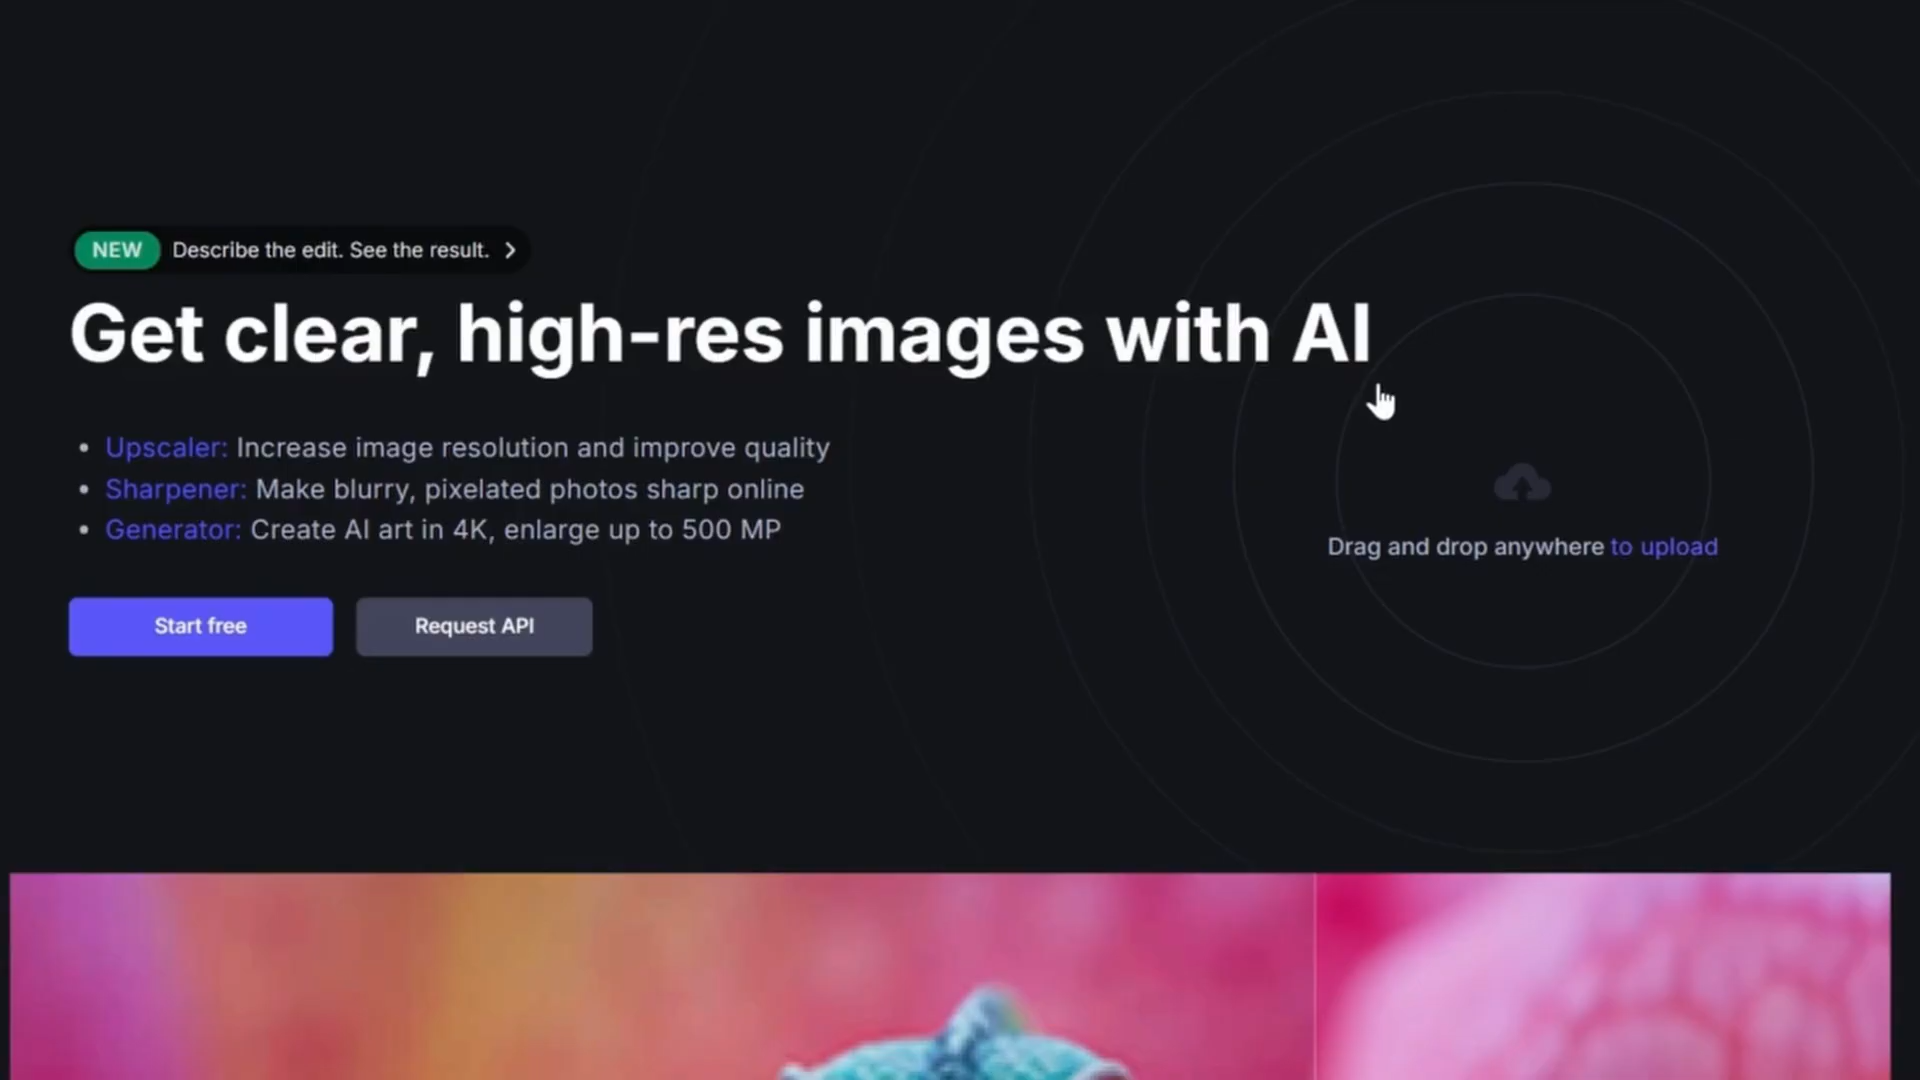 NEW Describe the edit. See the result.
Get clear, high-res images with AI
• Upscaler: Increase image resolution and improve quality
• Sharpener: Make blurry, pixelated photos sharp online
• Generator: Create AI art in 4K, enlarge up to 500 MP
Drag and drop anywhere to upload
Start free
Request API